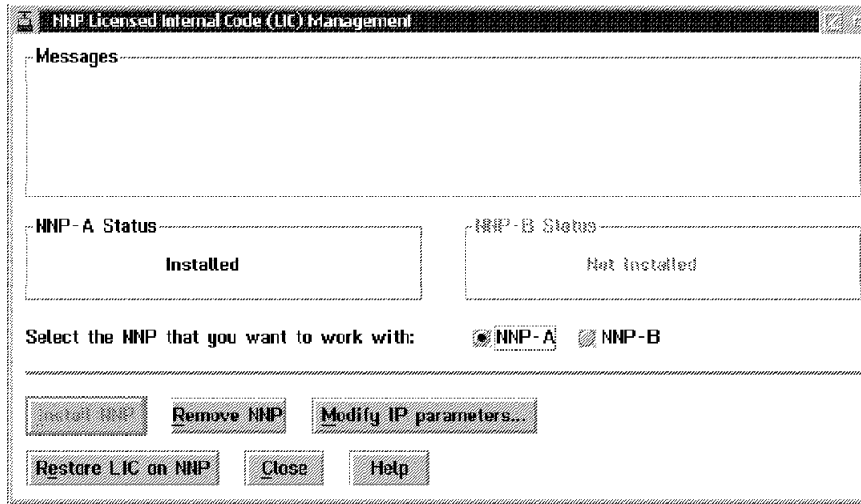 NNP Licensed Internal Code (LIC) Management
Messages
NNP-A Status
NNP-B Status
Installed
Not Installed
Select the NNP that you want to work with:
NNP-A
NNP-B
Install NNP
Remove NNP
Modify IP parameters...
Restore LIC on NNP
Close
Help